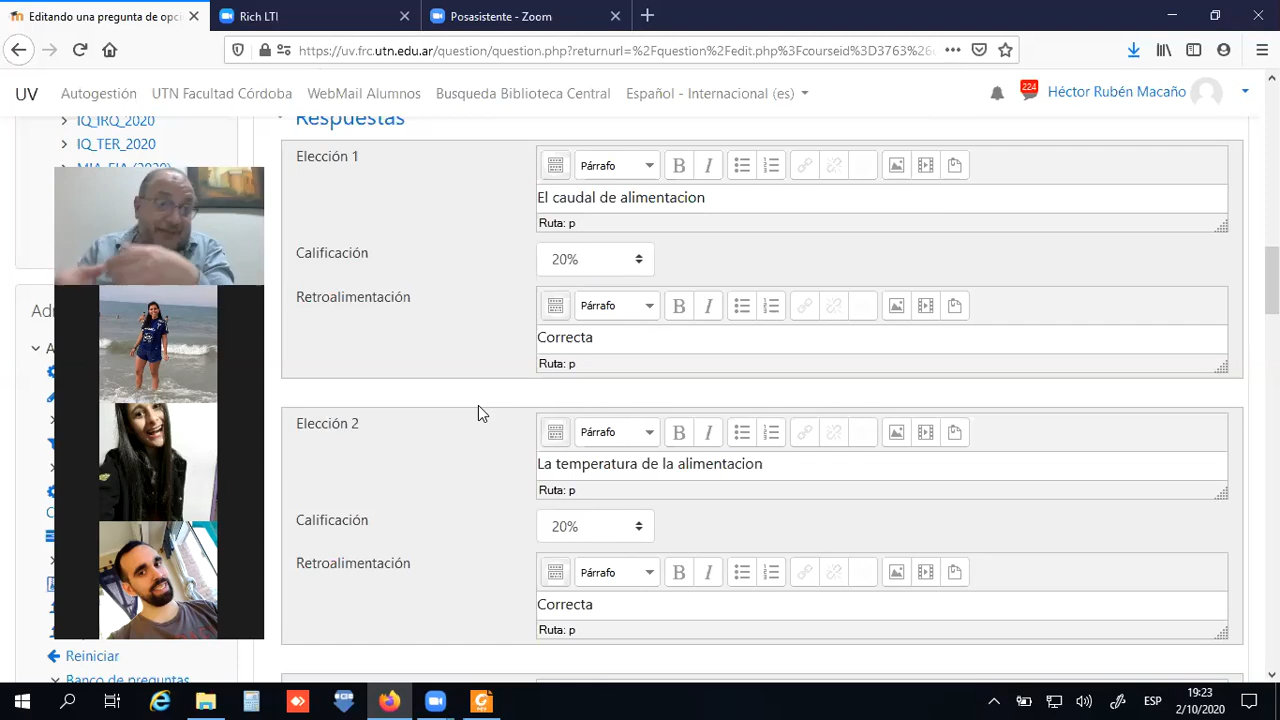 Editando una pregunta de opci
Rich LTI
Posasistente - Zoom
https://uv.frc.utn.edu.ar/question/question.php?returnurl=%2Fquestion%2Fedit.php%3Fcourseid%3D3763%26
UV Autogestión UTN Facultad Córdoba WebMail Alumnos Busqueda Biblioteca Central Español - Internacional (es) 224 Héctor Rubén Macaño
IQ_IRQ_2020
IQ_TER_2020
MIA_FIA (2020)
Respuestas
Elección 1
Párrafo B I
El caudal de alimentacion
Ruta: p
Calificación
20%
Retroalimentación
Párrafo B I
Correcta
Ruta: p
Elección 2
Párrafo B I
La temperatura de la alimentacion
Ruta: p
Calificación
20%
Retroalimentación
Párrafo B I
Correcta
Ruta: p
Reiniciar
Banco de preguntas
ESP
19:23
2/10/2020